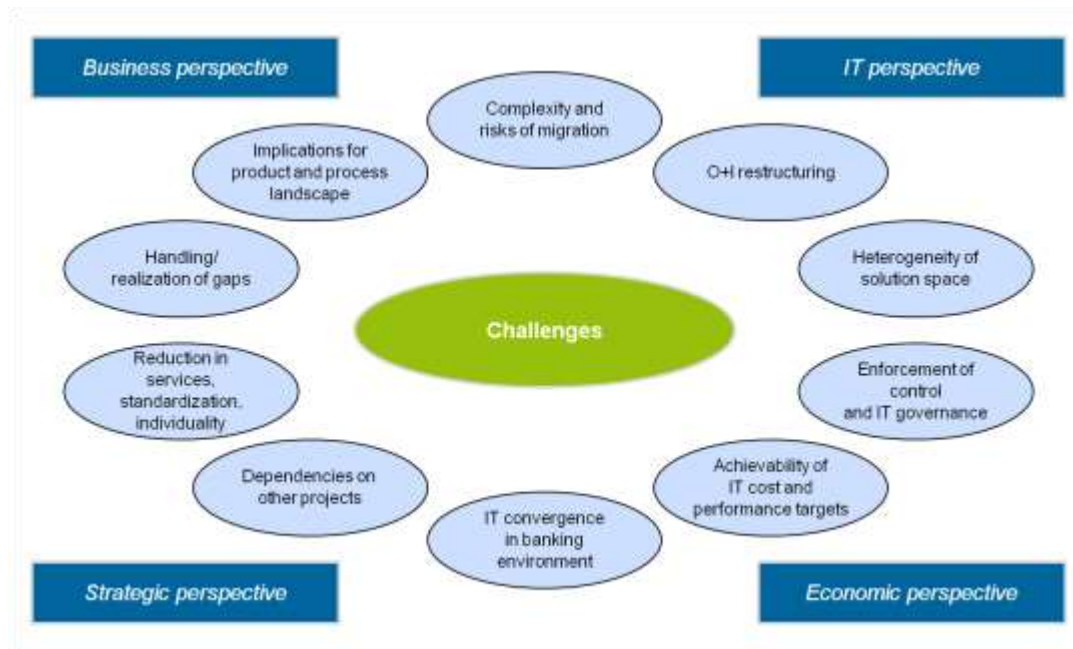 Business perspective
IT perspective
Complexity and
risks of migration
Implications for
product and process
landscape
O+I restructuring
Handling/
realization of gaps
Heterogeneity of
solution space
Challenges
Reduction in
services,
standardization,
individuality
Enforcement of
control
and IT governance
Dependencies on
other projects
Achievability of
IT cost and
performance targets
IT convergence
in banking
environment
Strategic perspective
Economic perspective